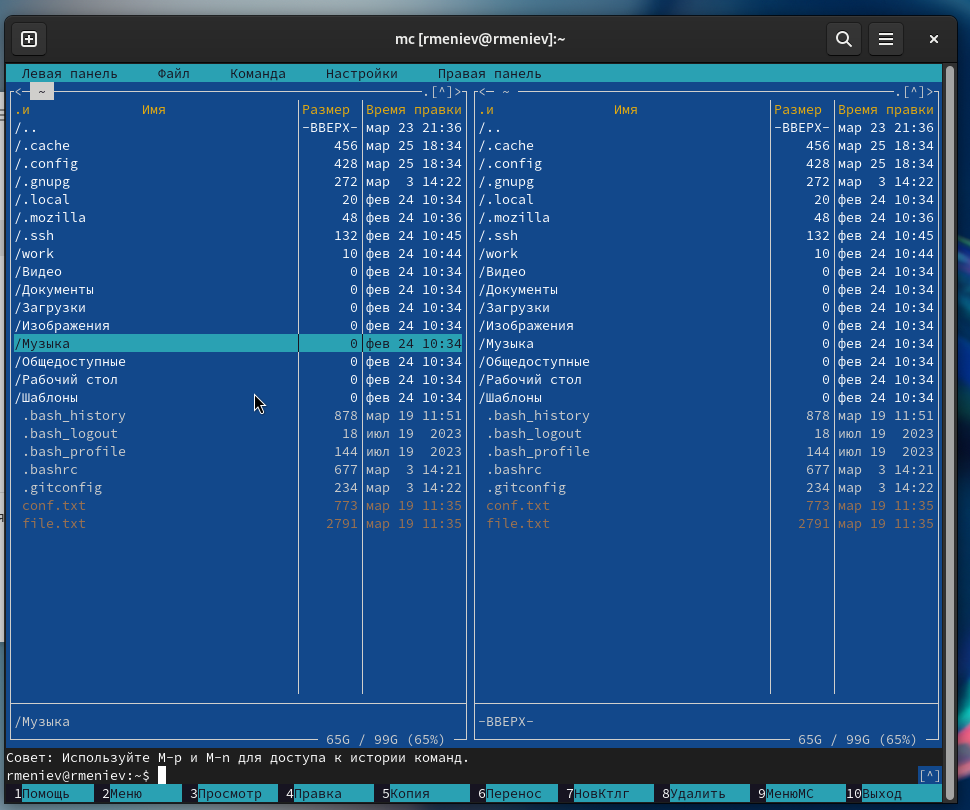 mc [rmeniev@rmeniev]:~
Левая панель Файл Команда Настройки Правая панель
<- ~ .[^]> <- ~ .[^]>
.и Имя Размер Время правки .и Имя Размер Время правки
/.. -ВВЕРХ- мар 23 21:36 /.. -ВВЕРХ- мар 23 21:36
/.cache 456 мар 25 18:34 /.cache 456 мар 25 18:34
/.config 428 мар 25 18:34 /.config 428 мар 25 18:34
/.gnupg 272 мар 3 14:22 /.gnupg 272 мар 3 14:22
/.local 20 фев 24 10:34 /.local 20 фев 24 10:34
/.mozilla 48 фев 24 10:36 /.mozilla 48 фев 24 10:36
/.ssh 132 фев 24 10:45 /.ssh 132 фев 24 10:45
/work 10 фев 24 10:44 /work 10 фев 24 10:44
/Видео 0 фев 24 10:34 /Видео 0 фев 24 10:34
/Документы 0 фев 24 10:34 /Документы 0 фев 24 10:34
/Загрузки 0 фев 24 10:34 /Загрузки 0 фев 24 10:34
/Изображения 0 фев 24 10:34 /Изображения 0 фев 24 10:34
/Музыка 0 фев 24 10:34 /Музыка 0 фев 24 10:34
/Общедоступные 0 фев 24 10:34 /Общедоступные 0 фев 24 10:34
/Рабочий стол 0 фев 24 10:34 /Рабочий стол 0 фев 24 10:34
/Шаблоны 0 фев 24 10:34 /Шаблоны 0 фев 24 10:34
.bash_history 878 мар 19 11:51 .bash_history 878 мар 19 11:51
.bash_logout 18 июл 19 2023 .bash_logout 18 июл 19 2023
.bash_profile 144 июл 19 2023 .bash_profile 144 июл 19 2023
.bashrc 677 мар 3 14:21 .bashrc 677 мар 3 14:21
.gitconfig 234 мар 3 14:22 .gitconfig 234 мар 3 14:22
conf.txt 773 мар 19 11:35 conf.txt 773 мар 19 11:35
file.txt 2791 мар 19 11:35 file.txt 2791 мар 19 11:35
/Музыка -ВВЕРХ-
65G / 99G (65%) 65G / 99G (65%)
Совет: Используйте M-p и M-n для доступа к истории команд.
rmeniev@rmeniev:~$ [^]
1Помощь 2Меню 3Просмотр 4Правка 5Копия 6Перенос 7НовКтлг 8Удалить 9МенюМС 10Выход